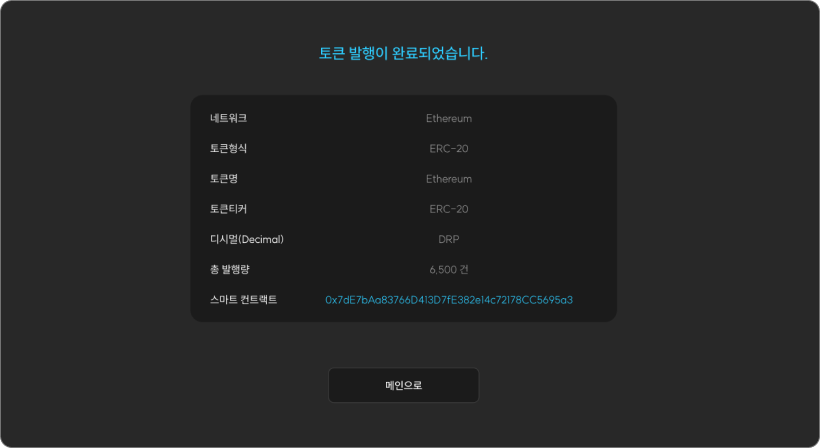 토큰 발행이 완료되었습니다.
네트워크 Ethereum
토큰형식 ERC-20
토큰명 Ethereum
토큰티커 ERC-20
디시멀(Decimal) DRP
총 발행량 6,500 건
스마트 컨트랙트 0x7dE7bAa83766D413D7fE382e14c72178CC5695a3
메인으로